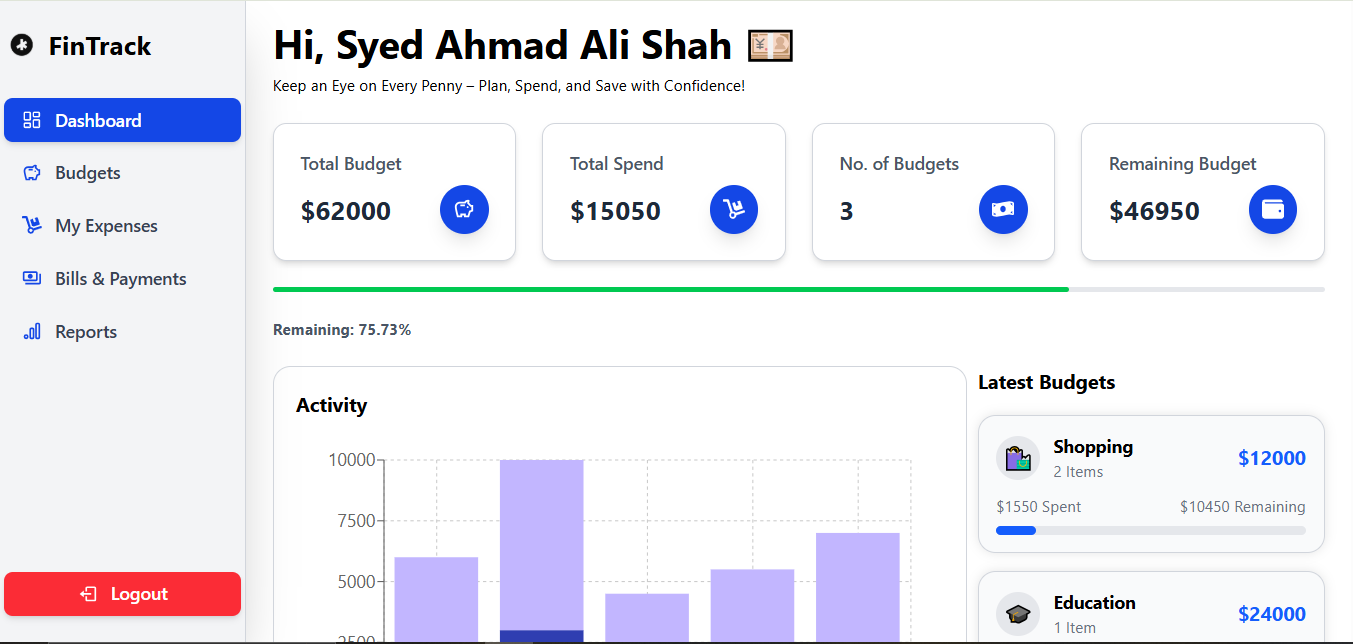 FinTrack
Dashboard
Budgets
My Expenses
Bills & Payments
Reports
Logout
Hi, Syed Ahmad Ali Shah 💴
Keep an Eye on Every Penny – Plan, Spend, and Save with Confidence!
Total Budget
$62000
Total Spend
$15050
No. of Budgets
3
Remaining Budget
$46950
Remaining: 75.73%
Activity
10000
7500
5000
2500
Latest Budgets
Shopping
2 Items
$12000
$1550 Spent
$10450 Remaining
Education
1 Item
$24000